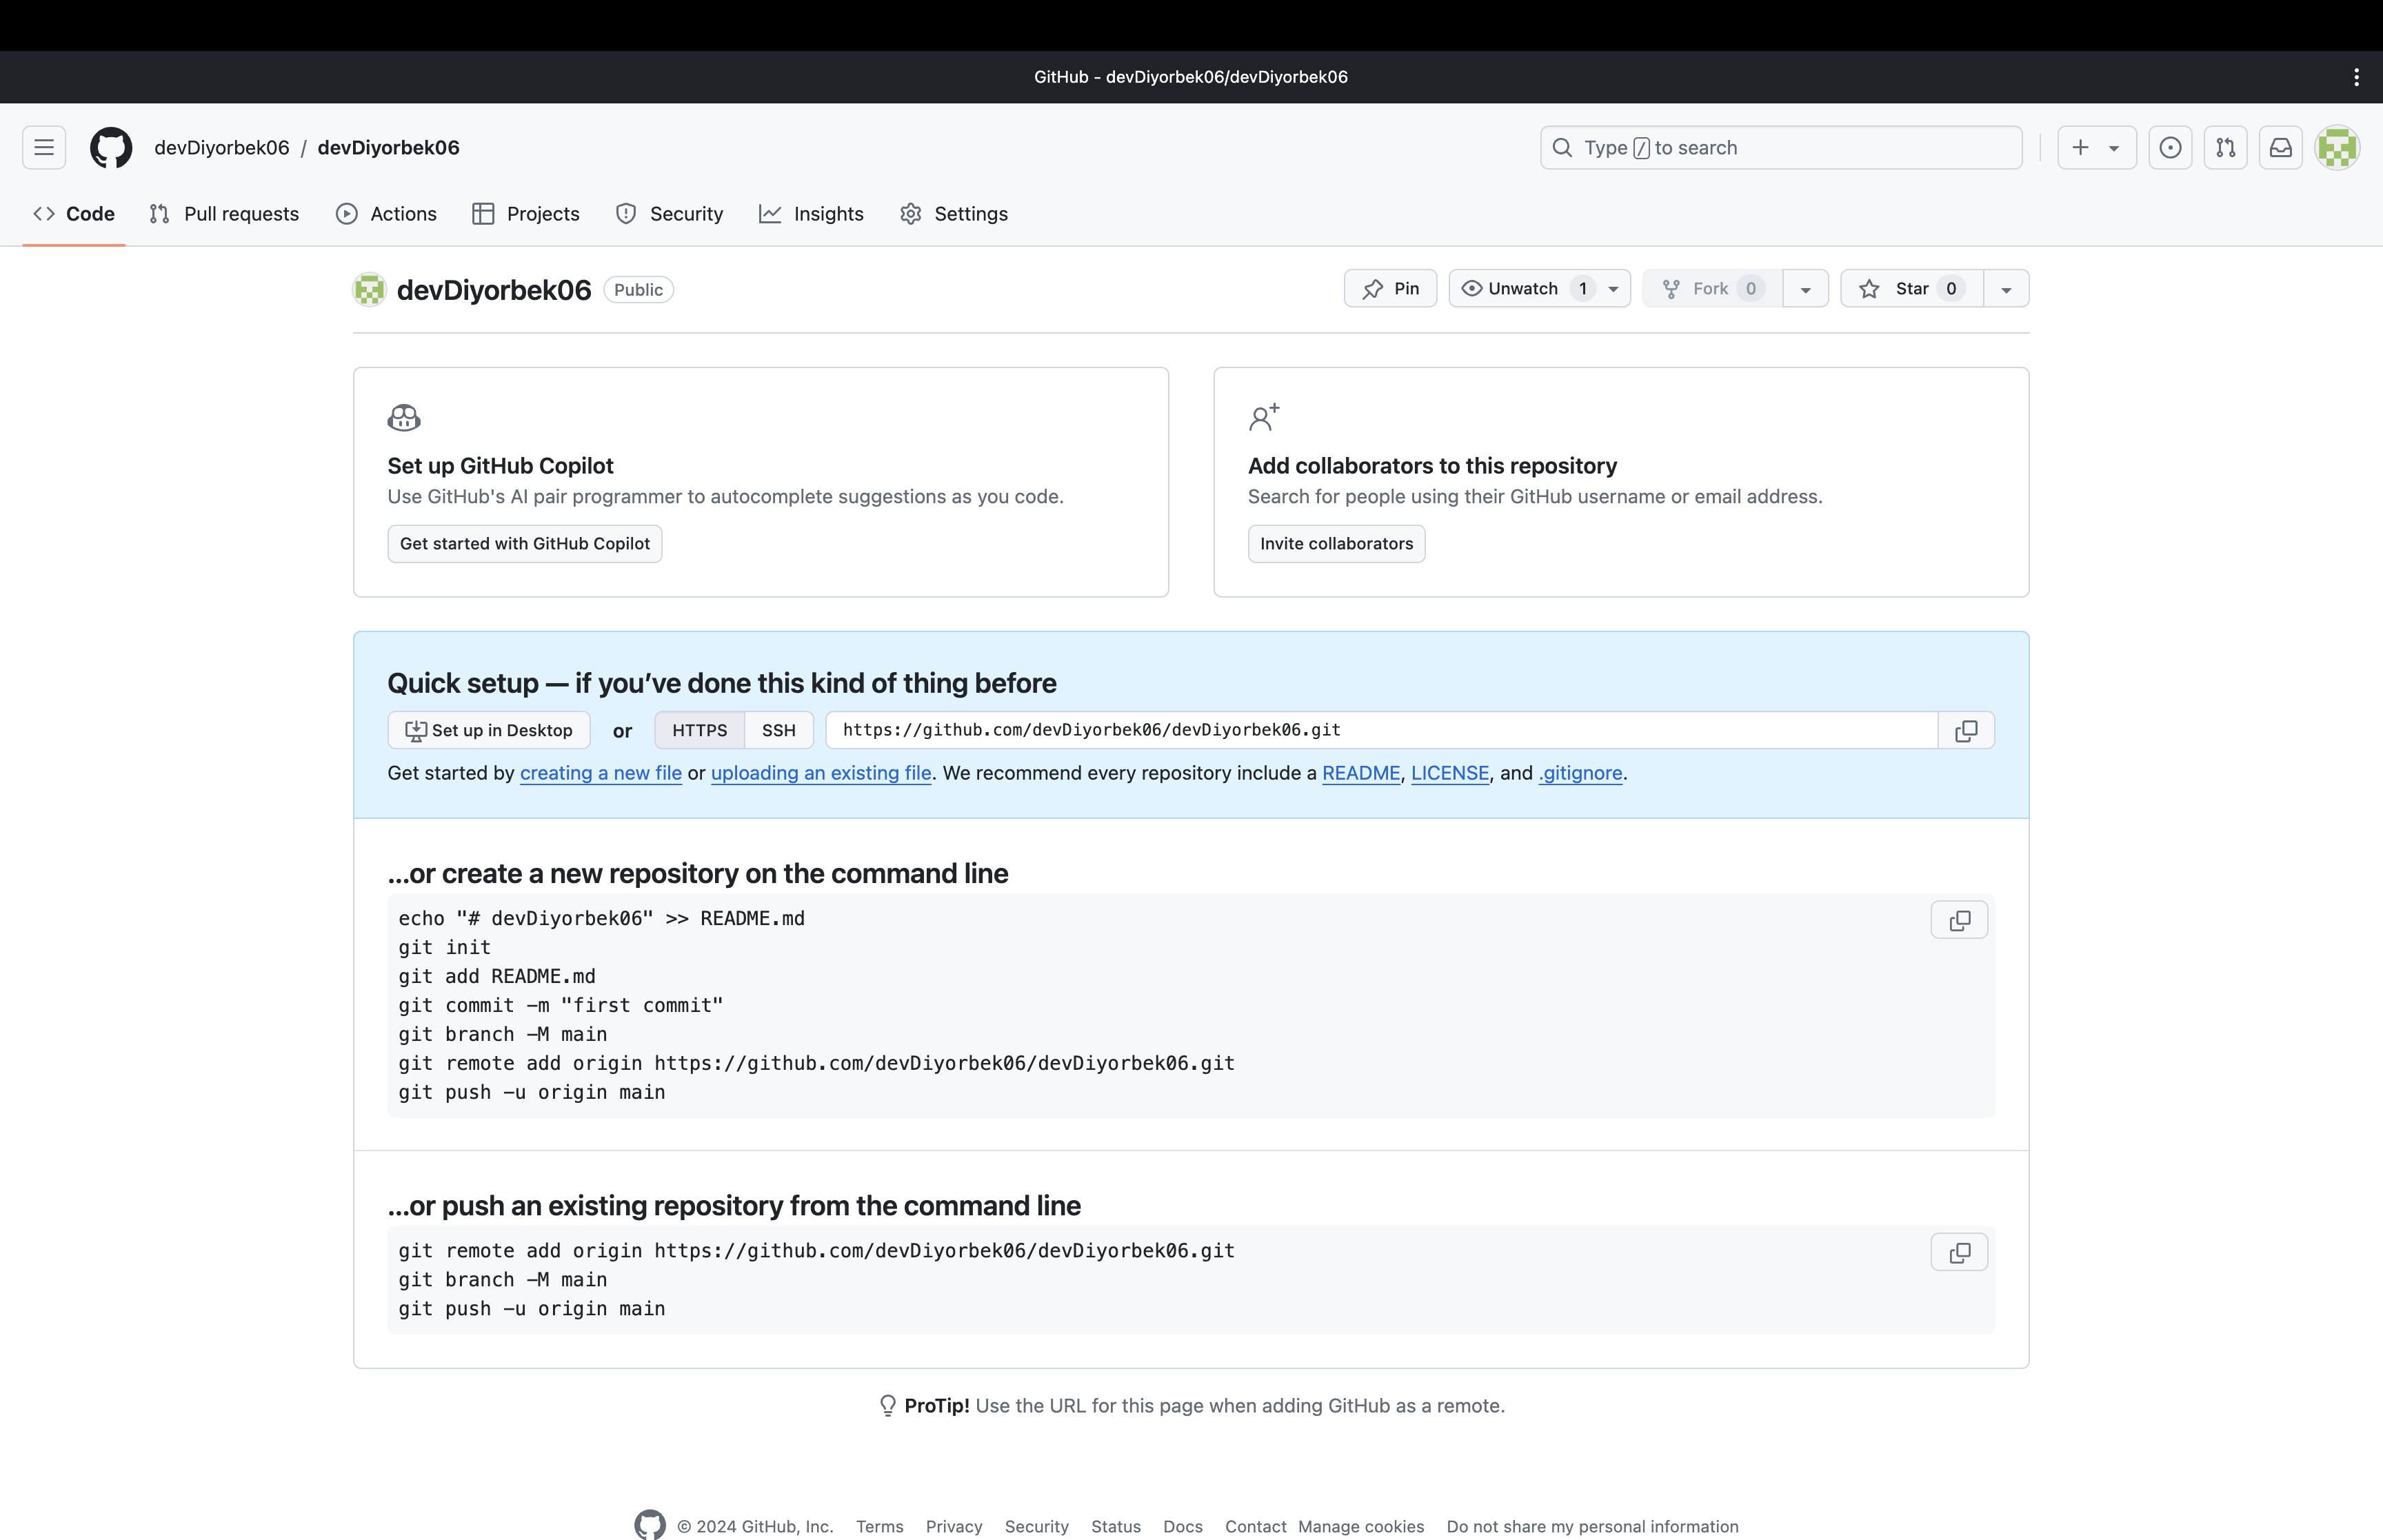 GitHub - devDiyorbek06/devDiyorbek06
devDiyorbek06 / devDiyorbek06
Type / to search
Code Pull requests Actions Projects Security Insights Settings
devDiyorbek06 Public
Pin Unwatch 1 Fork 0 Star 0
Set up GitHub Copilot
Use GitHub's AI pair programmer to autocomplete suggestions as you code.
Get started with GitHub Copilot
Add collaborators to this repository
Search for people using their GitHub username or email address.
Invite collaborators
Quick setup — if you’ve done this kind of thing before
Set up in Desktop or HTTPS SSH https://github.com/devDiyorbek06/devDiyorbek06.git
Get started by creating a new file or uploading an existing file. We recommend every repository include a README, LICENSE, and .gitignore.
…or create a new repository on the command line
echo "# devDiyorbek06" >> README.md
git init
git add README.md
git commit -m "first commit"
git branch -M main
git remote add origin https://github.com/devDiyorbek06/devDiyorbek06.git
git push -u origin main
…or push an existing repository from the command line
git remote add origin https://github.com/devDiyorbek06/devDiyorbek06.git
git branch -M main
git push -u origin main
ProTip! Use the URL for this page when adding GitHub as a remote.
© 2024 GitHub, Inc. Terms Privacy Security Status Docs Contact Manage cookies Do not share my personal information